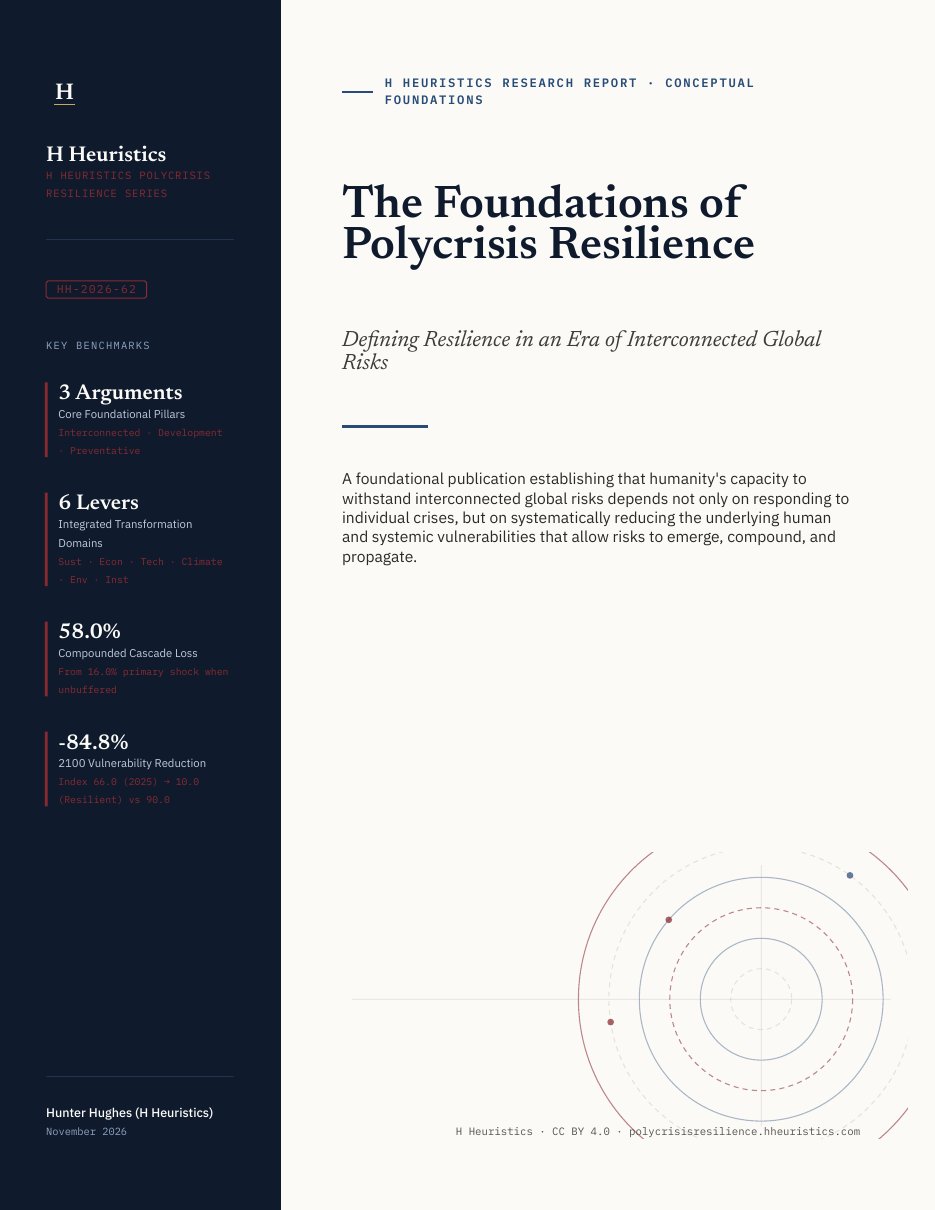 H
H Heuristics
H HEURISTICS POLYCRISIS
RESILIENCE SERIES
HH-2026-62
KEY BENCHMARKS
3 Arguments
Core Foundational Pillars
Interconnected · Development
· Preventative
6 Levers
Integrated Transformation
Domains
Sust · Econ · Tech · Climate
· Env · Inst
58.0%
Compounded Cascade Loss
From 16.0% primary shock when
unbuffered
-84.8%
2100 Vulnerability Reduction
Index 66.0 (2025) → 10.0
(Resilient) vs 90.0
Hunter Hughes (H Heuristics)
November 2026
H HEURISTICS RESEARCH REPORT · CONCEPTUAL
FOUNDATIONS
The Foundations of
Polycrisis Resilience
Defining Resilience in an Era of Interconnected Global
Risks
A foundational publication establishing that humanity's capacity to
withstand interconnected global risks depends not only on responding to
individual crises, but on systematically reducing the underlying human
and systemic vulnerabilities that allow risks to emerge, compound, and
propagate.
H Heuristics · CC BY 4.0 · polycrisisresilience.hheuristics.com